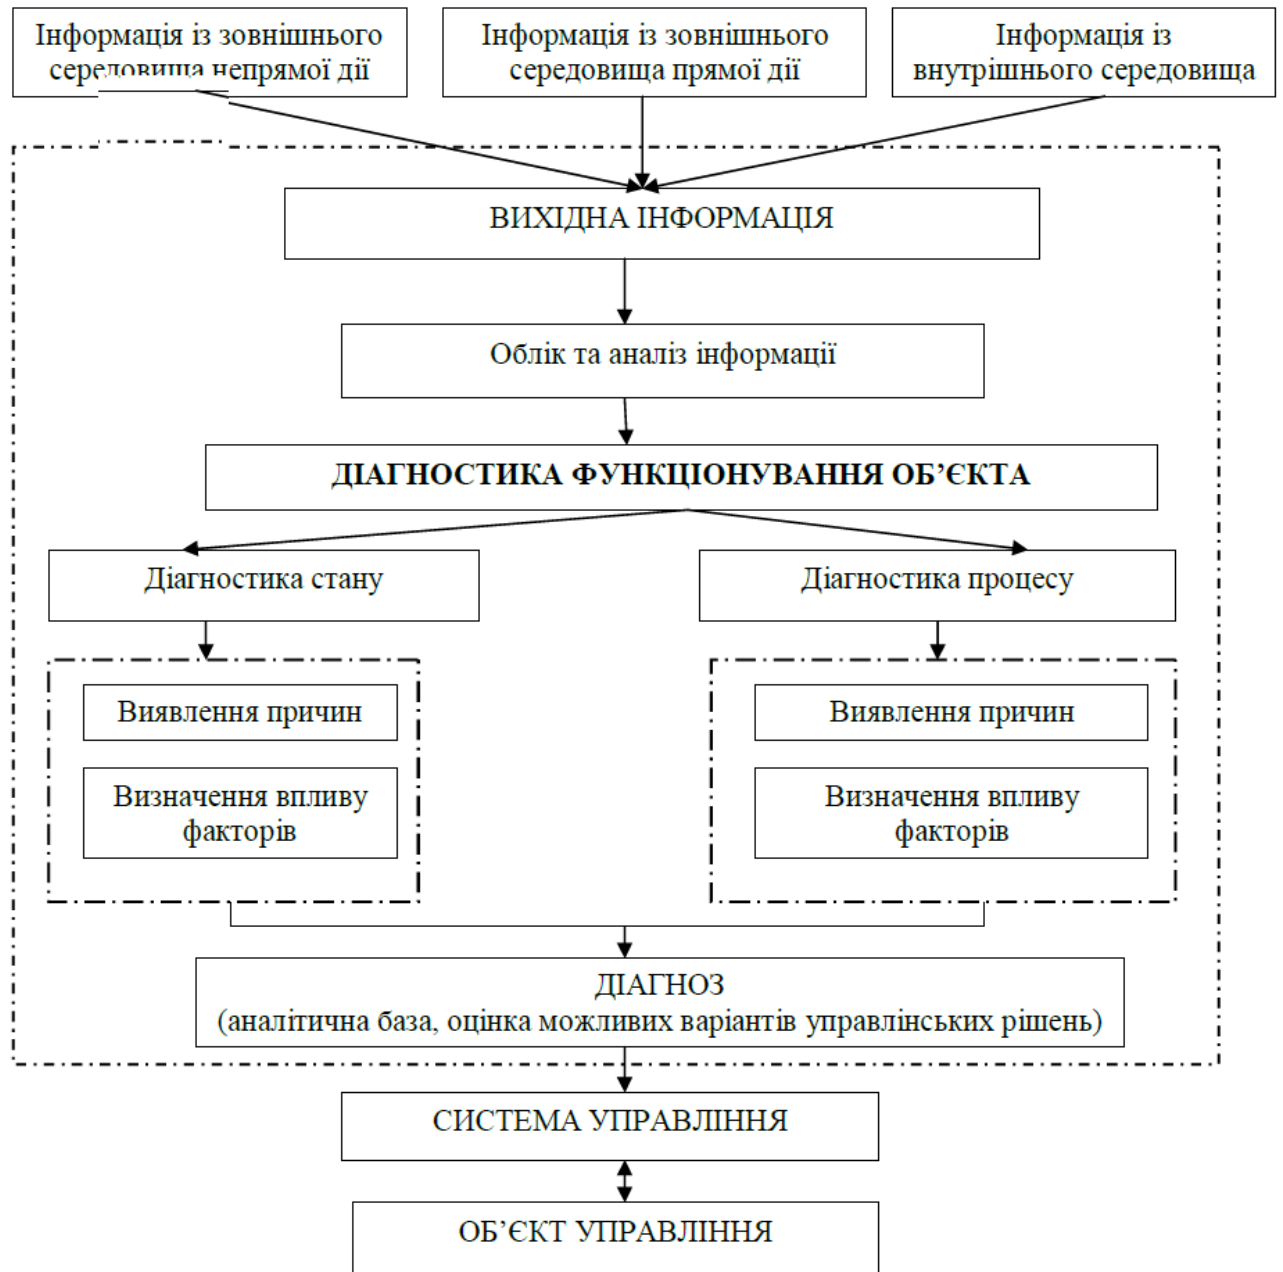 Інформація із зовнішнього
середовища непрямої дії
Інформація із зовнішнього
середовища прямої дії
Інформація із
внутрішнього середовища
ВИХІДНА ІНФОРМАЦІЯ
Облік та аналіз інформації
ДІАГНОСТИКА ФУНКЦІОНУВАННЯ ОБ’ЄКТА
Діагностика стану
Діагностика процесу
Виявлення причин
Визначення впливу
факторів
Виявлення причин
Визначення впливу
факторів
ДІАГНОЗ
(аналітична база, оцінка можливих варіантів управлінських рішень)
СИСТЕМА УПРАВЛІННЯ
ОБ’ЄКТ УПРАВЛІННЯ